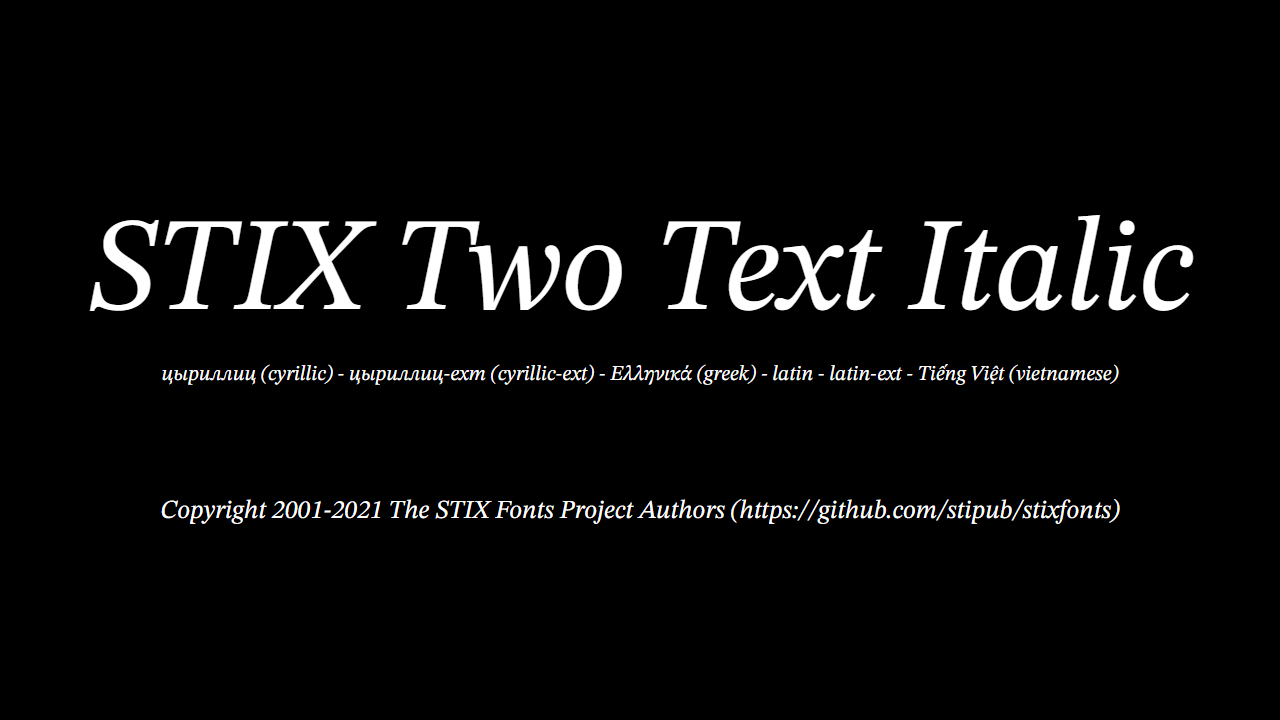 STIX Two Text Italic
цыриллиц (cyrillic) - цыриллиц-ext (cyrillic-ext) - Ελληνικά (greek) - latin - latin-ext - Tiếng Việt (vietnamese)
Copyright 2001-2021 The STIX Fonts Project Authors (https://github.com/stipub/stixfonts)